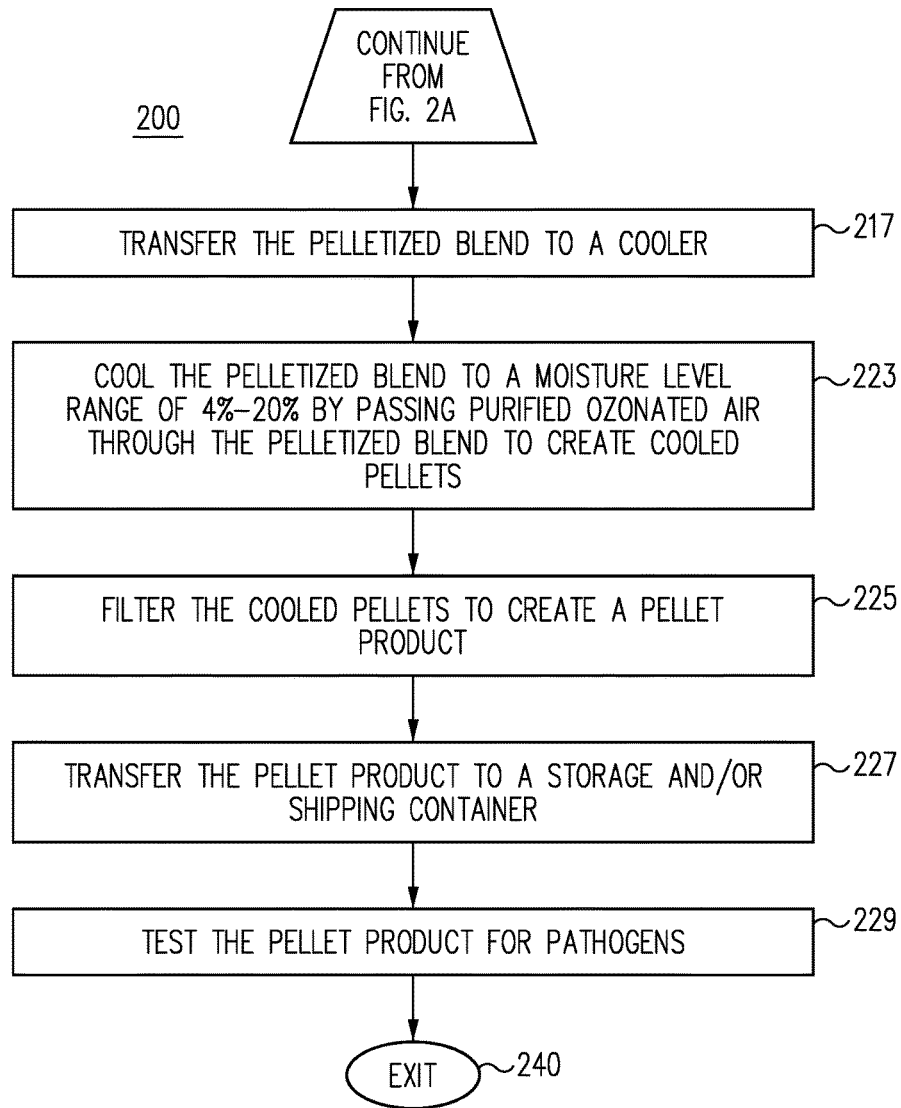 CONTINUE
FROM
FIG. 2A
200
TRANSFER THE PELLETIZED BLEND TO A COOLER
217
COOL THE PELLETIZED BLEND TO A MOISTURE LEVEL
RANGE OF 4%-20% BY PASSING PURIFIED OZONATED AIR
THROUGH THE PELLETIZED BLEND TO CREATE COOLED
PELLETS
223
FILTER THE COOLED PELLETS TO CREATE A PELLET
PRODUCT
225
TRANSFER THE PELLET PRODUCT TO A STORAGE AND/OR
SHIPPING CONTAINER
227
TEST THE PELLET PRODUCT FOR PATHOGENS
229
EXIT
240